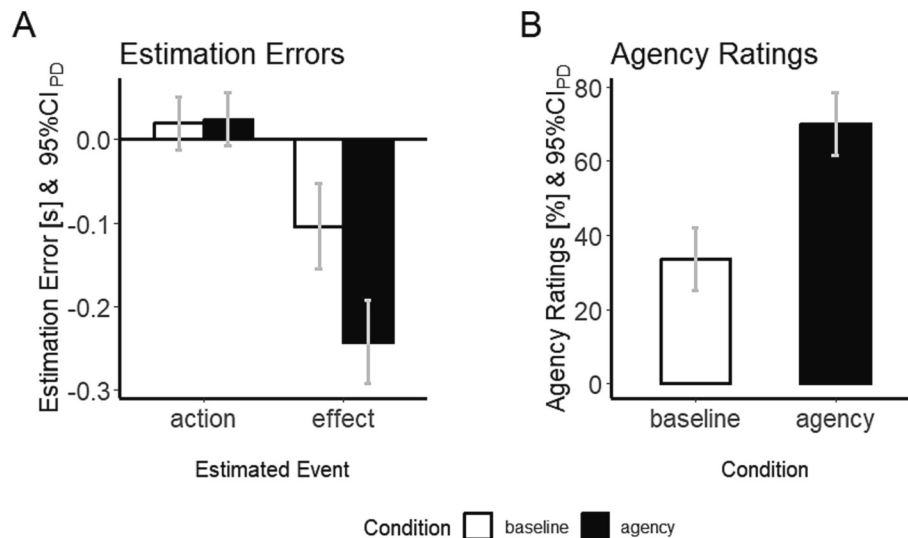 A
Estimation Errors
Estimation Error [s] & 95%CI_PD
0.0
-0.1
-0.2
-0.3
action effect
Estimated Event
B
Agency Ratings
Agency Ratings [%] & 95%CI_PD
80
60
40
20
0
baseline agency
Condition
Condition baseline agency